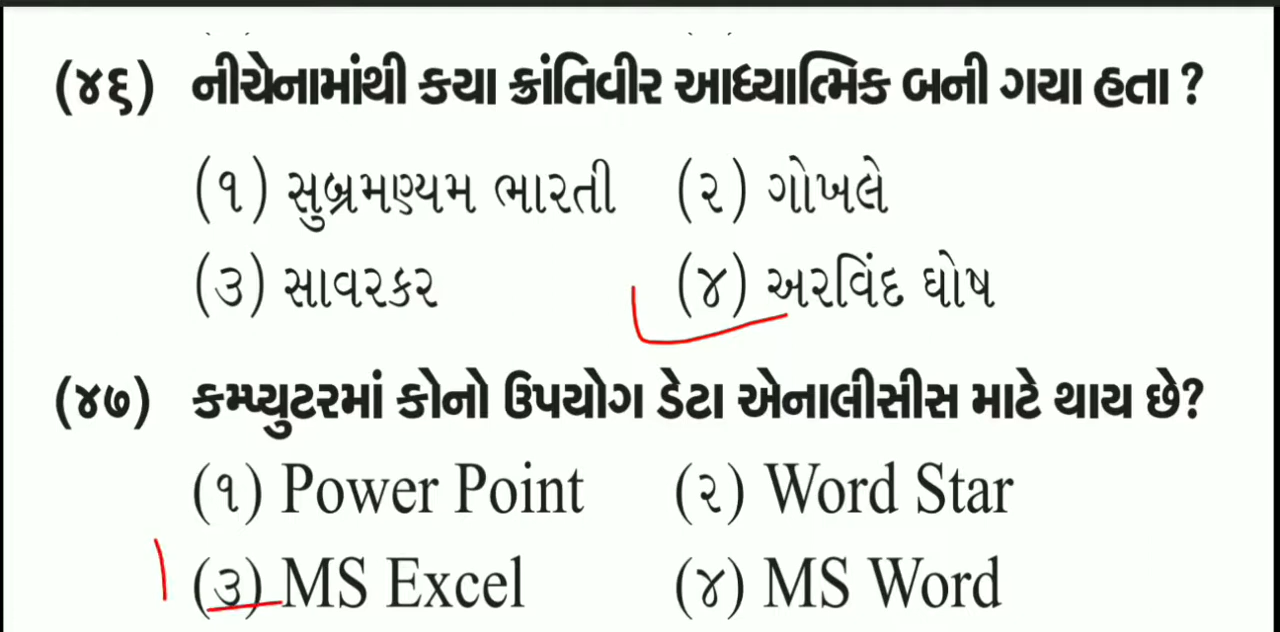 (૪૬) નીચેનામાંથી કયા ક્રાંતિવીર આધ્યાત્મિક બની ગયા હતા ?
(૧) સુબ્રમણ્યમ ભારતી (૨) ગોખલે
(૩) સાવરકર (૪) અરવિંદ ઘોષ
(૪૭) કમ્પ્યુટરમાં કોનો ઉપયોગ ડેટા એનાલીસીસ માટે થાય છે?
(૧) Power Point (૨) Word Star
(૩) MS Excel (૪) MS Word